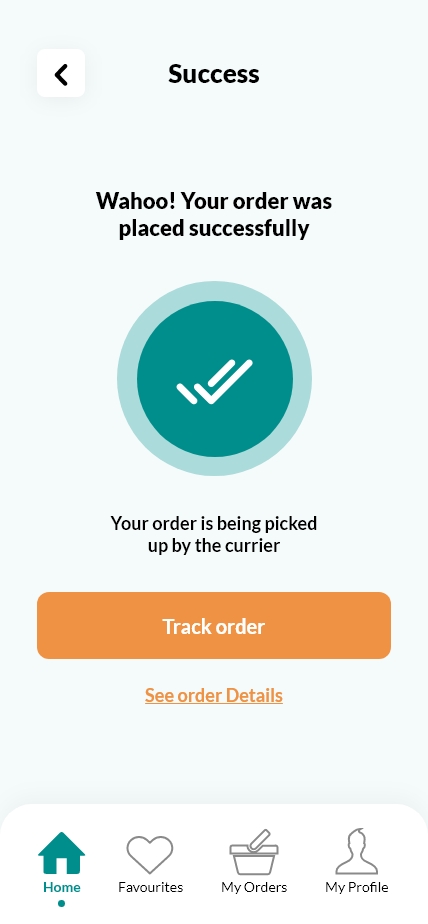 Success
Wahoo! Your order was
placed successfully
Your order is being picked
up by the currier
Track order
See order Details
Home
Favourites
My Orders
My Profile